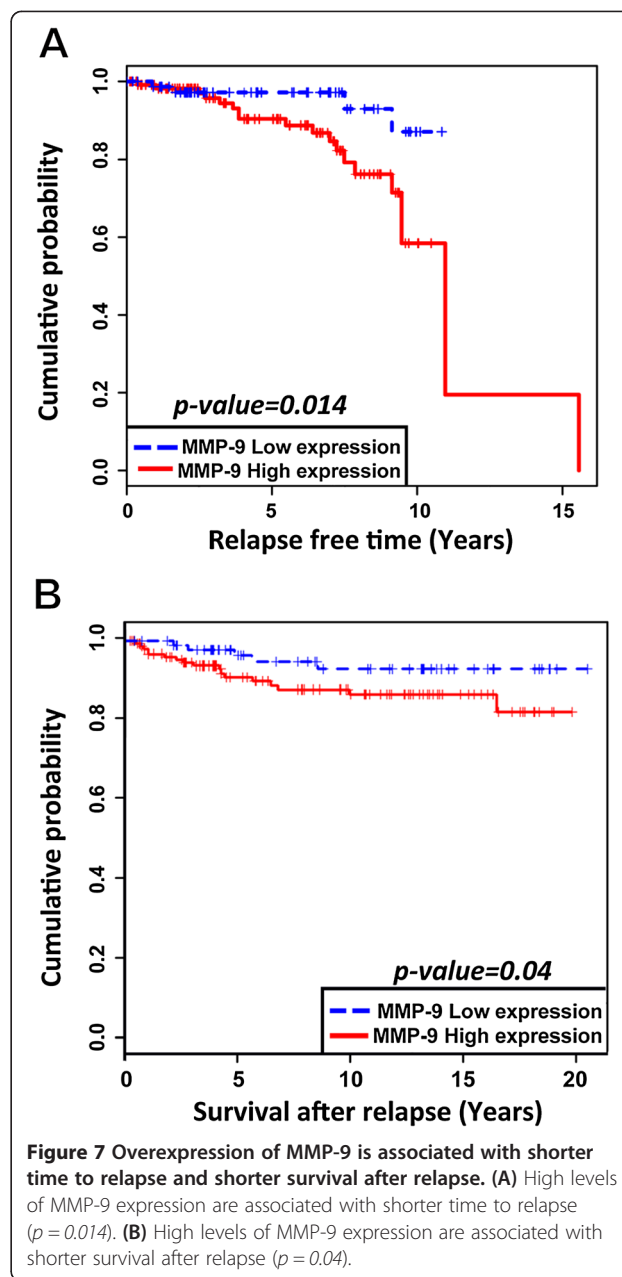 A
Cumulative probability
1.0
0.8
0.6
0.4
0.2
0.0
p-value=0.014
MMP-9 Low expression
MMP-9 High expression
0 5 10 15
Relapse free time (Years)
B
Cumulative probability
1.0
0.8
0.6
0.4
0.2
0.0
p-value=0.04
MMP-9 Low expression
MMP-9 High expression
0 5 10 15 20
Survival after relapse (Years)
Figure 7 Overexpression of MMP-9 is associated with shorter
time to relapse and shorter survival after relapse. (A) High levels
of MMP-9 expression are associated with shorter time to relapse
(p = 0.014). (B) High levels of MMP-9 expression are associated with
shorter survival after relapse (p = 0.04).